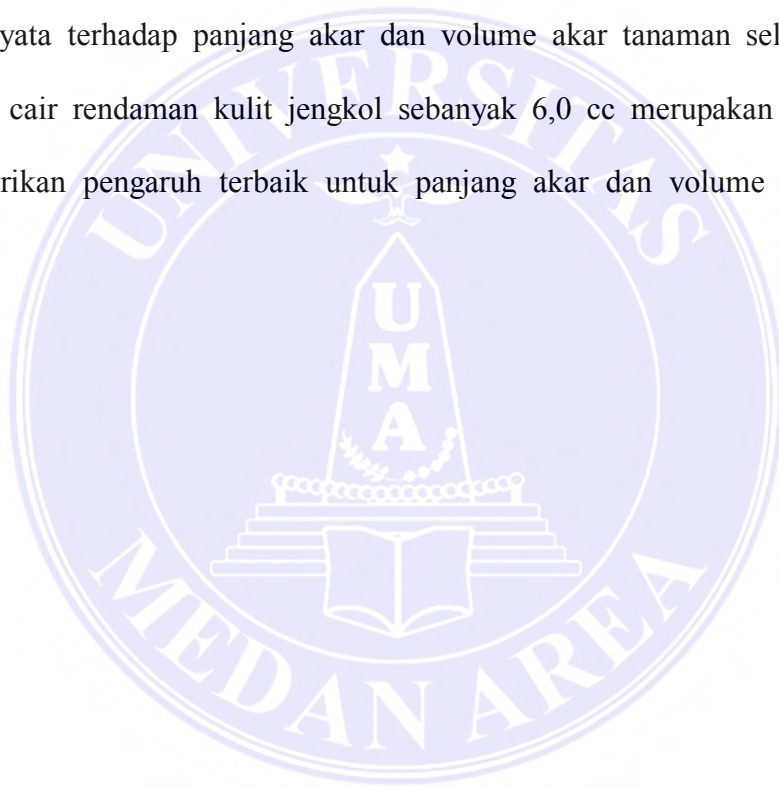 yata terhadap panjang akar dan volume akar tanaman sel
cair rendaman kulit jengkol sebanyak 6,0 cc merupakan
rikan pengaruh terbaik untuk panjang akar dan volume
UNIVERSITAS
UMA
MEDAN AREA